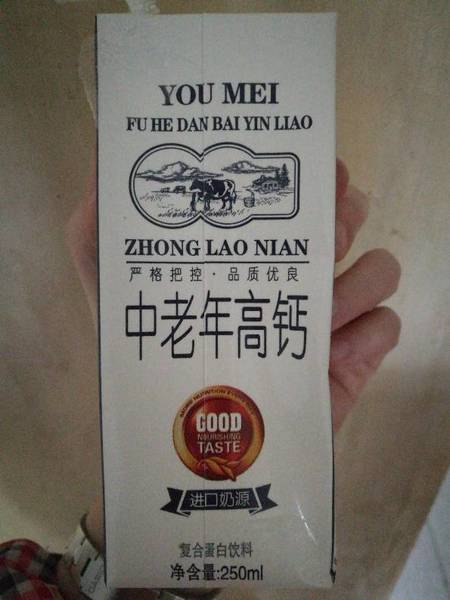 YOU MEI
FU HE DAN BAI YIN LIAO
ZHONG LAO NIAN
严格把控·品质优良
中老年高钙
GOOD
NOURISHING
TASTE
进口奶源
复合蛋白饮料
净含量:250ml